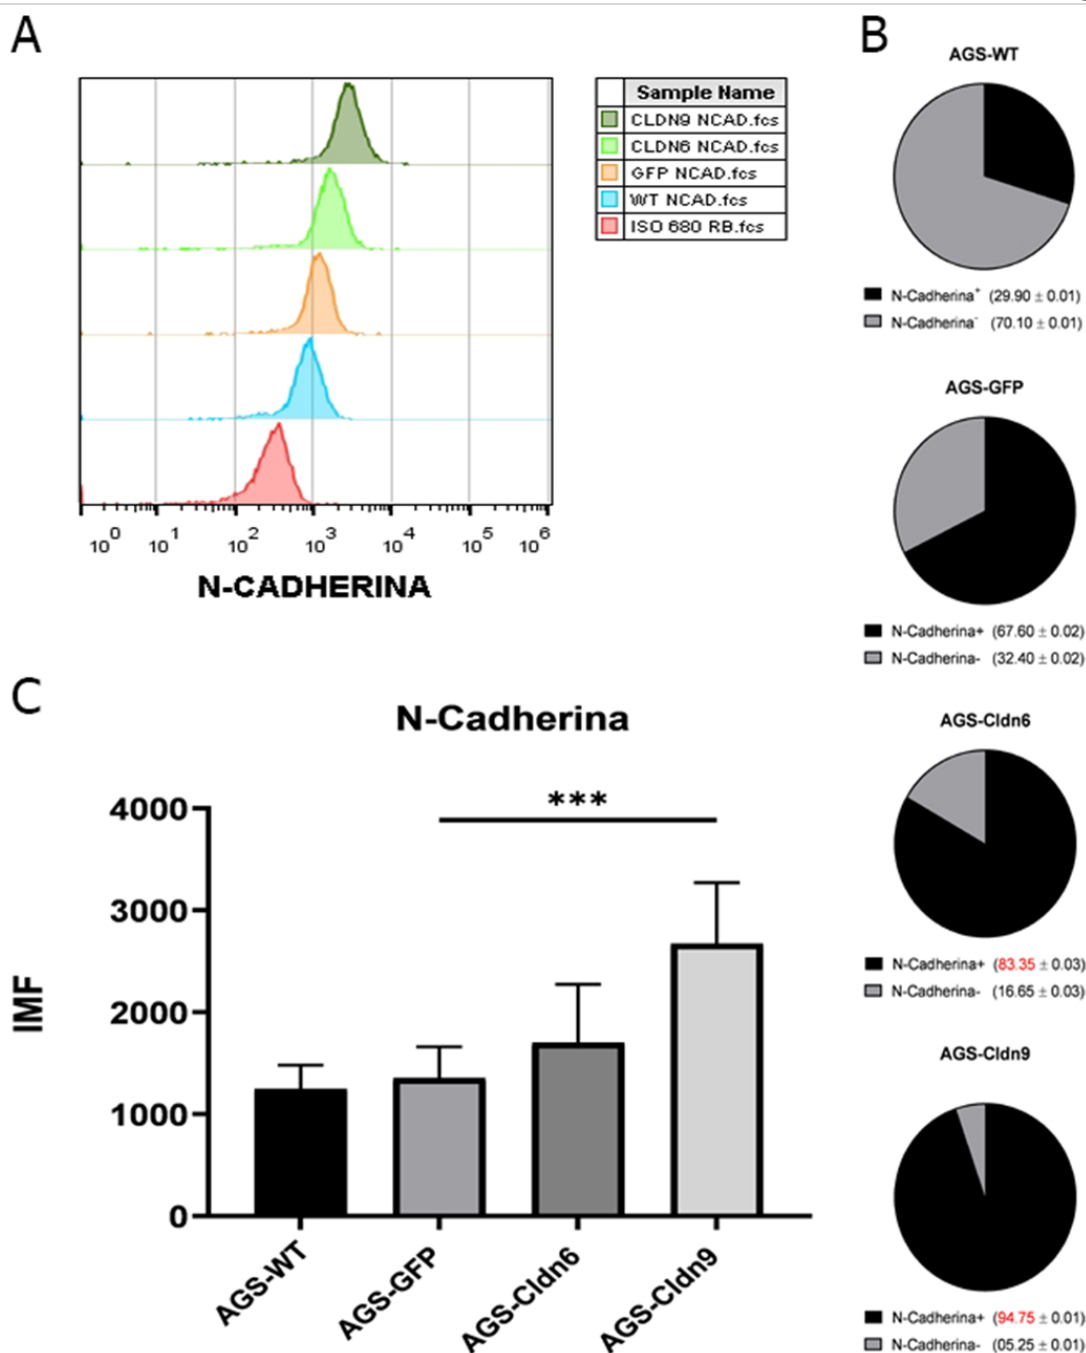 A
Sample Name
CLDN9 NCAD.fcs
CLDN6 NCAD.fcs
GFP NCAD.fcs
WT NCAD.fcs
ISO 680 RB.fcs
10^0 10^1 10^2 10^3 10^4 10^5 10^6
N-CADHERINA
B
AGS-WT
N-Cadherina⁺ (29.90 ± 0.01)
N-Cadherina⁻ (70.10 ± 0.01)
AGS-GFP
N-Cadherina+ (67.60 ± 0.02)
N-Cadherina- (32.40 ± 0.02)
AGS-Cldn6
N-Cadherina+ (83.35 ± 0.03)
N-Cadherina- (16.65 ± 0.03)
AGS-Cldn9
N-Cadherina+ (94.75 ± 0.01)
N-Cadherina- (05.25 ± 0.01)
C
N-Cadherina
***
4000
3000
2000
1000
0
IMF
AGS-WT
AGS-GFP
AGS-Cldn6
AGS-Cldn9